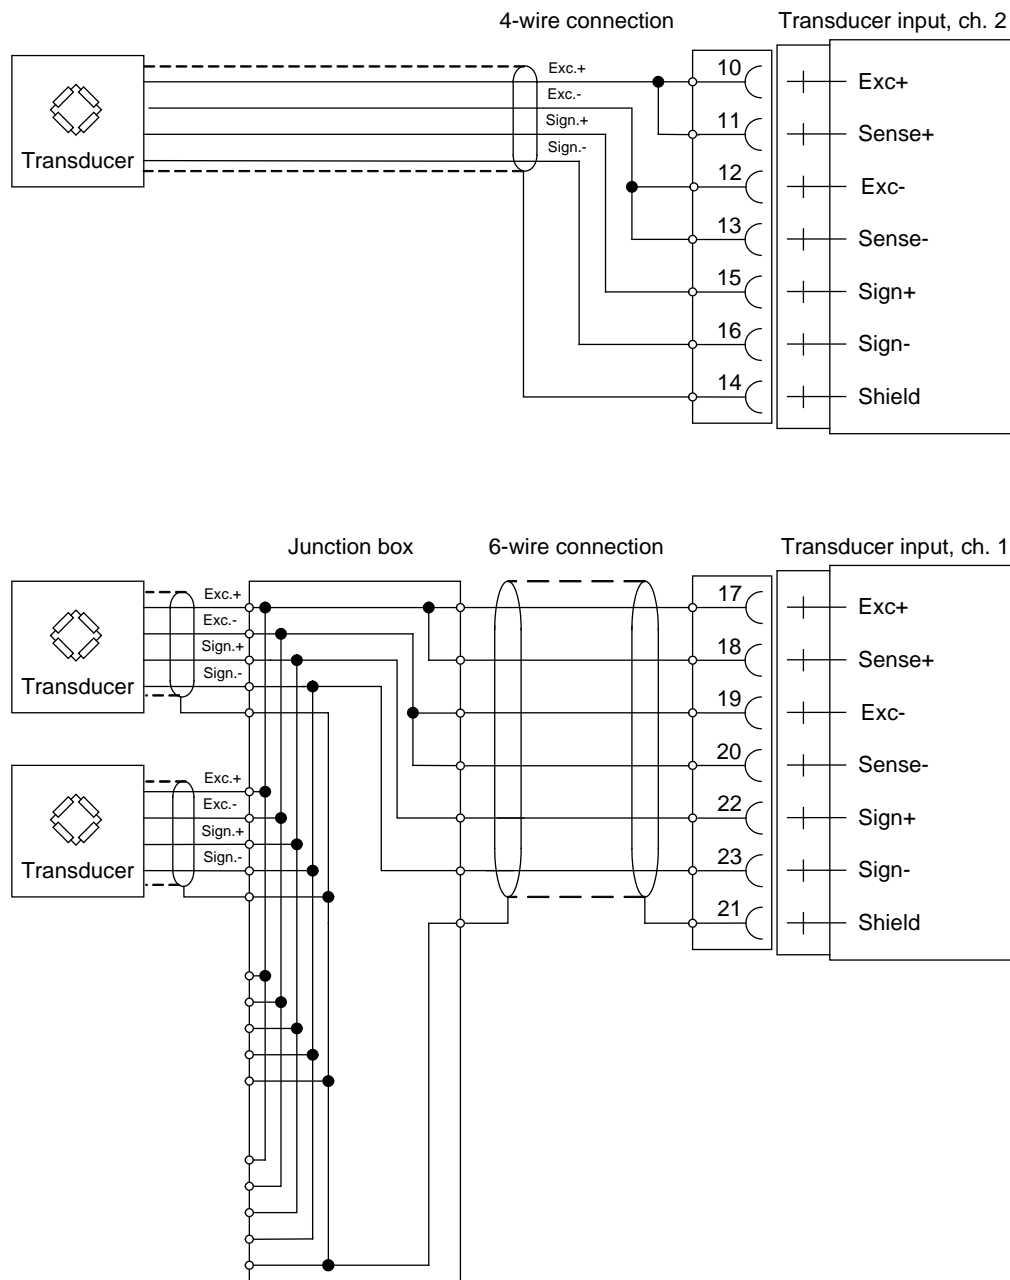 4-wire connection
Transducer input, ch. 2
Transducer
Exc.+
Exc.-
Sign.+
Sign.-
10 Exc+
11 Sense+
12 Exc-
13 Sense-
15 Sign+
16 Sign-
14 Shield
Junction box
6-wire connection
Transducer input, ch. 1
Transducer
Exc.+
Exc.-
Sign.+
Sign.-
Transducer
Exc.+
Exc.-
Sign.+
Sign.-
17 Exc+
18 Sense+
19 Exc-
20 Sense-
22 Sign+
23 Sign-
21 Shield